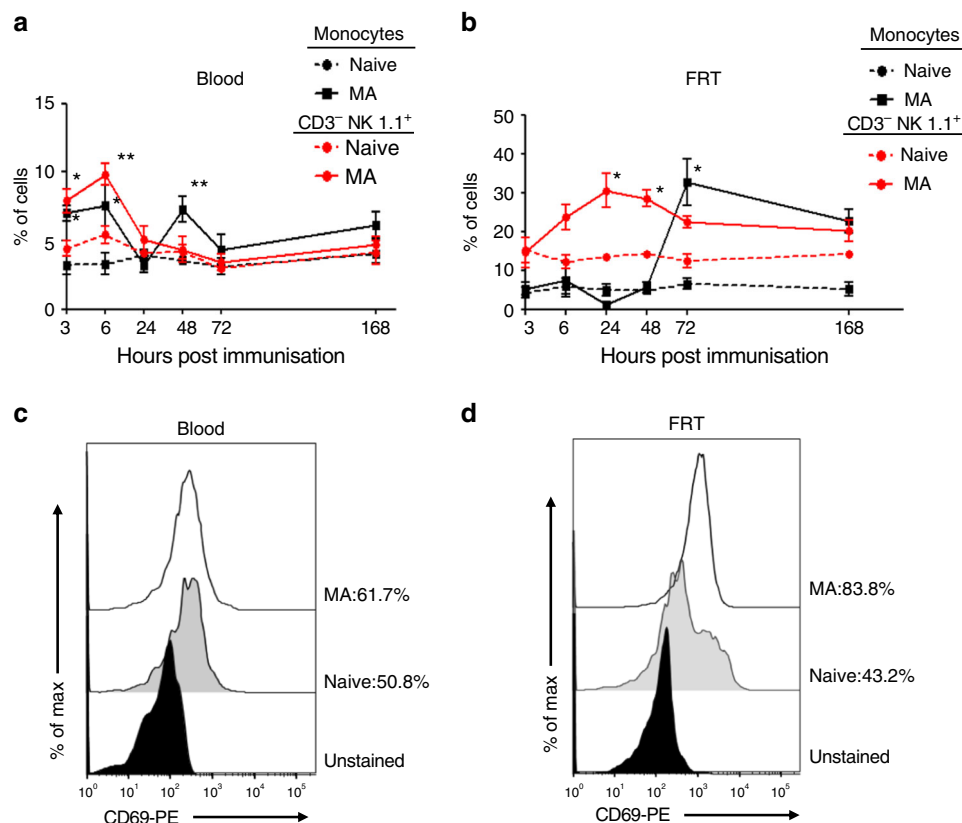 a
Blood
Monocytes
Naive
MA
CD3⁻ NK 1.1⁺
Naive
MA
% of cells
15
10
5
0
* * ** * **
3 6 24 48 72 168
Hours post immunisation
b
FRT
Monocytes
Naive
MA
CD3⁻ NK 1.1⁺
Naive
MA
% of cells
50
40
30
20
10
0
* * *
3 6 24 48 72 168
Hours post immunisation
c
Blood
% of max
MA:61.7%
Naive:50.8%
Unstained
10⁰ 10¹ 10² 10³ 10⁴ 10⁵
CD69-PE
d
FRT
% of max
MA:83.8%
Naive:43.2%
Unstained
10⁰ 10¹ 10² 10³ 10⁴ 10⁵
CD69-PE